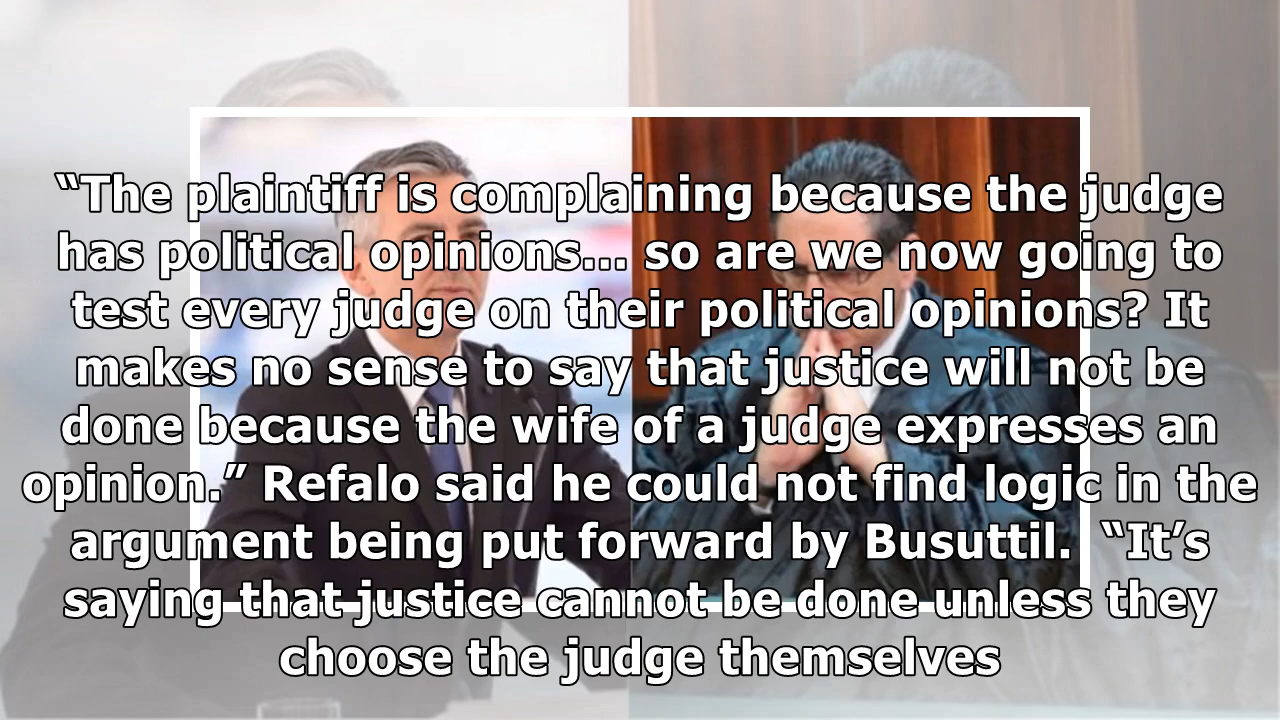 “The plaintiff is complaining because the judge
has political opinions... so are we now going to
test every judge on their political opinions? It
makes no sense to say that justice will not be
done because the wife of a judge expresses an
opinion.” Refalo said he could not find logic in the
argument being put forward by Busuttil.  “It’s
saying that justice cannot be done unless they
choose the judge themselves